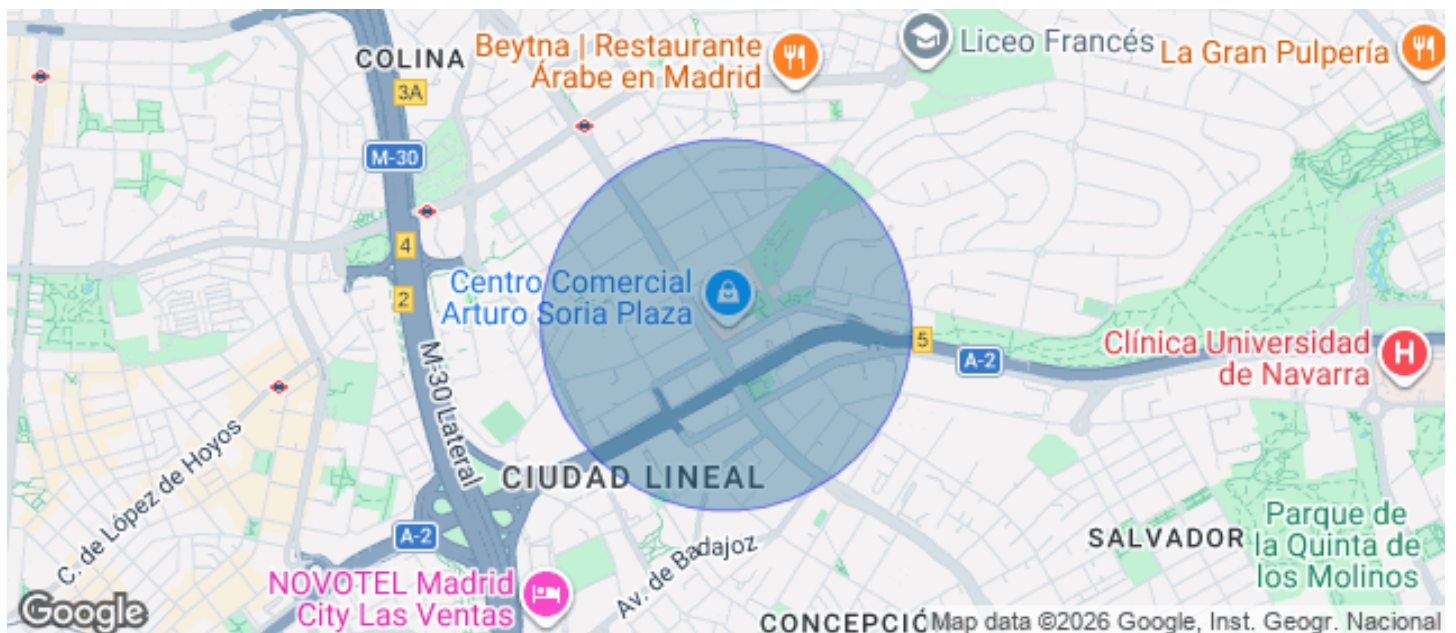 COLINA
Beytna | Restaurante
Árabe en Madrid
Liceo Francés
La Gran Pulpería
3A
M-30
4
2
Centro Comercial
Arturo Soria Plaza
M-30 Lateral
5
A-2
Clínica Universidad
de Navarra
C. de López de Hoyos
CIUDAD LINEAL
A-2
Av. de Badajoz
NOVOTEL Madrid
City Las Ventas
SALVADOR
Parque de
la Quinta de
los Molinos
Google
CONCEPCIÓ
Map data ©2026 Google, Inst. Geogr. Nacional